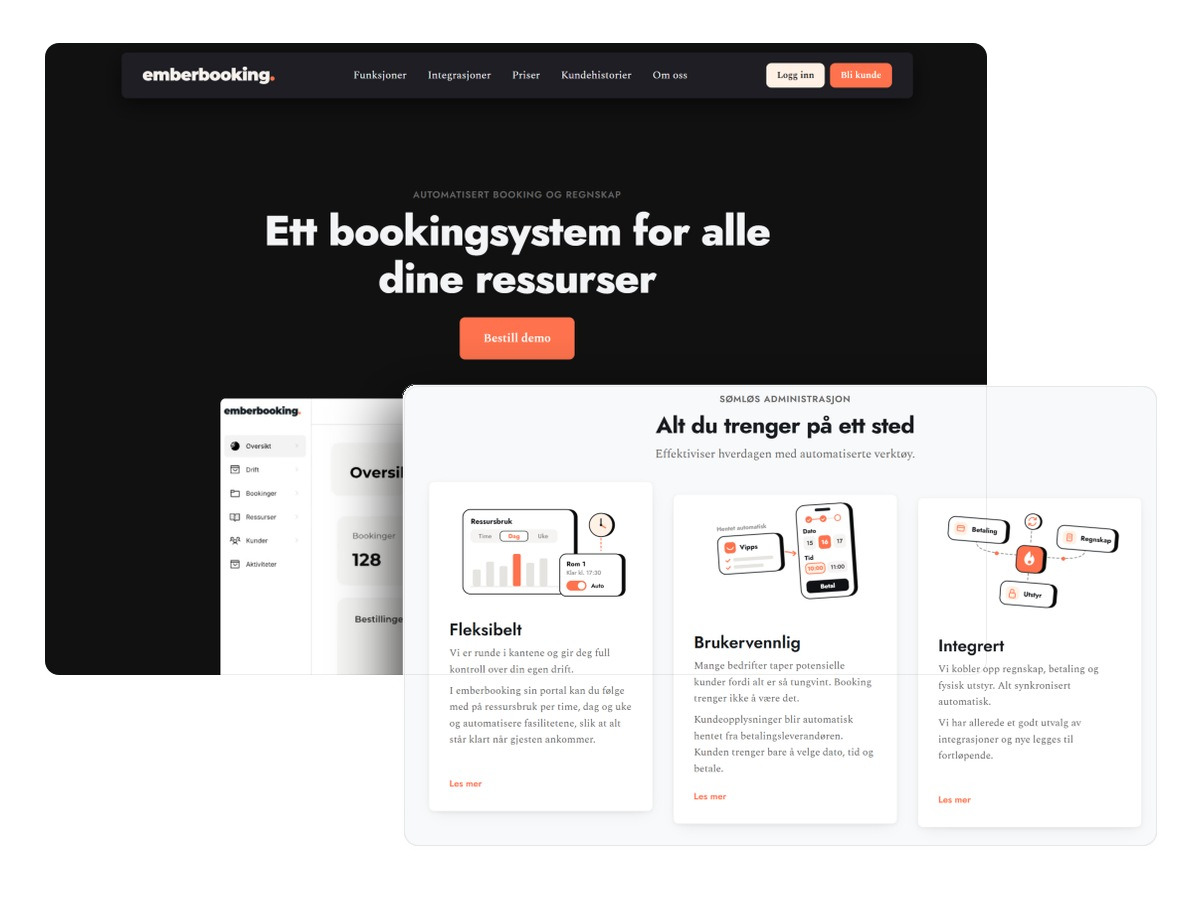 emberbooking.
Funksjoner Integrasjoner Priser Kundehistorier Om oss
Logg inn Bli kunde
AUTOMATISERT BOOKING OG REGNSKAP
Ett bookingsystem for alle
dine ressurser
Bestill demo
emberbooking.
Oversikt
Drift
Bookinger
Ressurser
Kunder
Aktiviteter
Bookinger
128
SØMLØS ADMINISTRASJON
Alt du trenger på ett sted
Effektiviser hverdagen med automatiserte verktøy.
Ressursbruk
Time Dag Uke
Rom 1
Klar kl. 17:30
Auto
Fleksibelt
Vi er runde i kantene og gir deg full
kontroll over din egen drift.
I emberbooking sin portal kan du følge
med på ressursbruk per time, dag og uke
og automatisere fasilitetene, slik at alt
står klart når gjesten ankommer.
Les mer
Hentet automatisk
Vipps
Dato
15 16 17
Tid
10:00 11:00
Betal
Brukervennlig
Mange bedrifter taper potensielle
kunder fordi alt er så tungvint. Booking
trenger ikke å være det.
Kundeopplysninger blir automatisk
hentet fra betalingsleverandøren.
Kunden trenger bare å velge dato, tid og
betale.
Les mer
Betaling
Regnskap
Utstyr
Integrert
Vi kobler opp regnskap, betaling og
fysisk utstyr. Alt synkronisert
automatisk.
Vi har allerede et godt utvalg av
integrasjoner og nye legges til
fortløpende.
Les mer